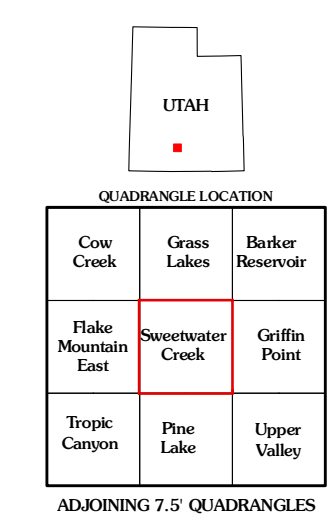 UTAH
QUADRANGLE LOCATION
Cow
Creek
Grass
Lakes
Barker
Reservoir
Flake
Mountain
East
Sweetwater
Creek
Griffin
Point
Tropic
Canyon
Pine
Lake
Upper
Valley
ADJOINING 7.5' QUADRANGLES